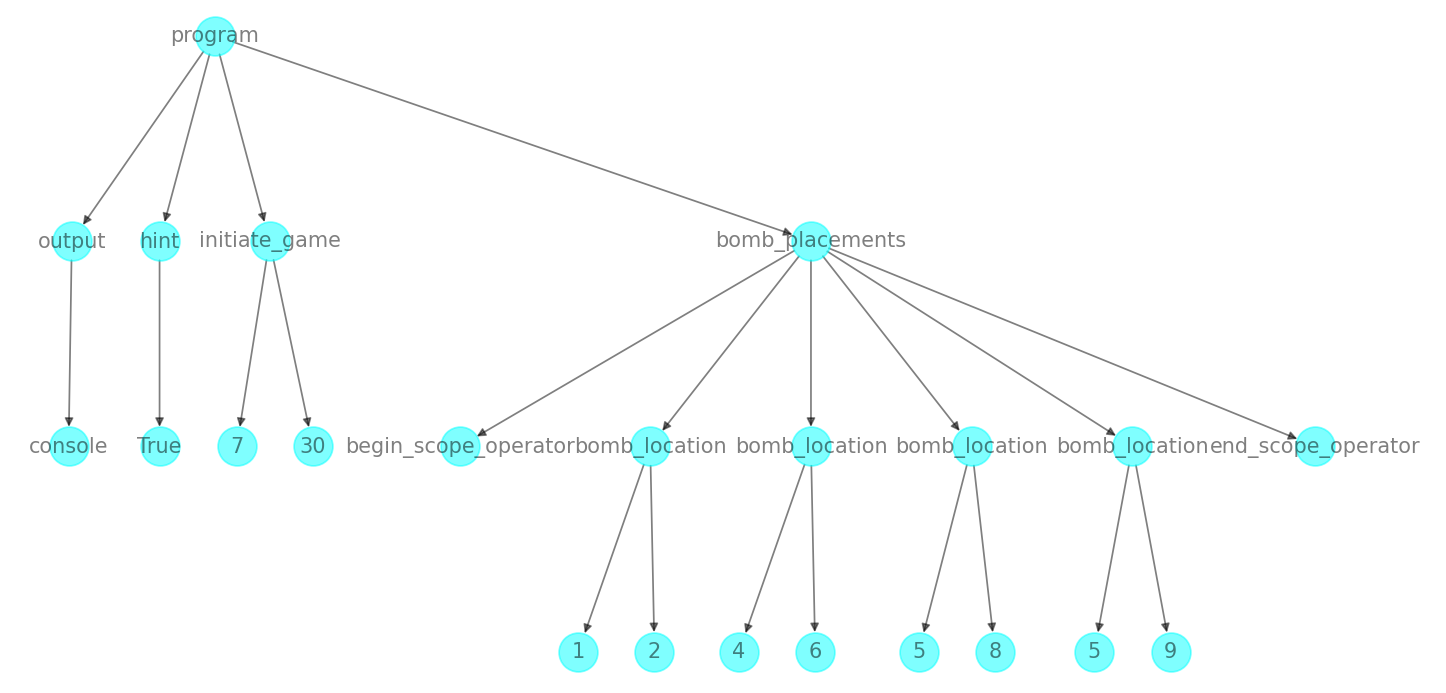 program
output hint initiate_game bomb_placements
console True 7 30 begin_scope_operator bomb_location bomb_location bomb_location bomb_location end_scope_operator
1 2 4 6 5 8 5 9